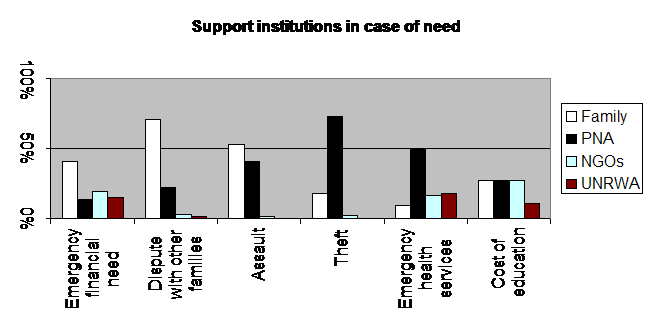 Support institutions in case of need
100%
50%
0%
Emergency
financial
need
Dispute
with other
families
Assault
Theft
Emergency
health
services
Cost of
education
Family
PNA
NGOs
UNRWA